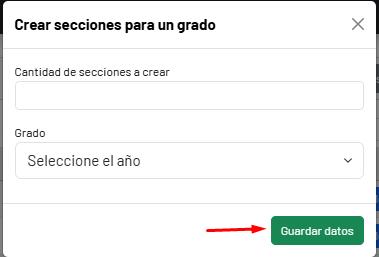 Crear secciones para un grado
Cantidad de secciones a crear
Grado
Seleccione el año
Guardar datos